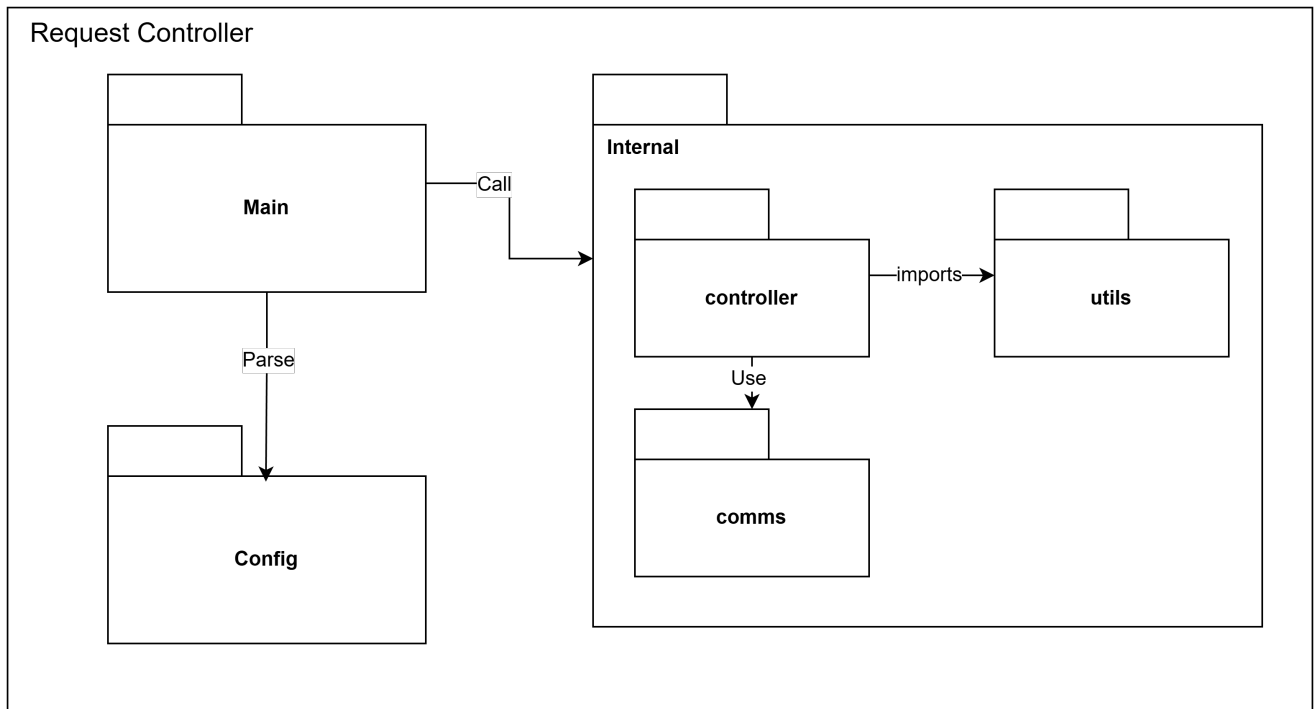 Request Controller
Internal
Call
Main
controller
imports
utils
Parse
Use
comms
Config